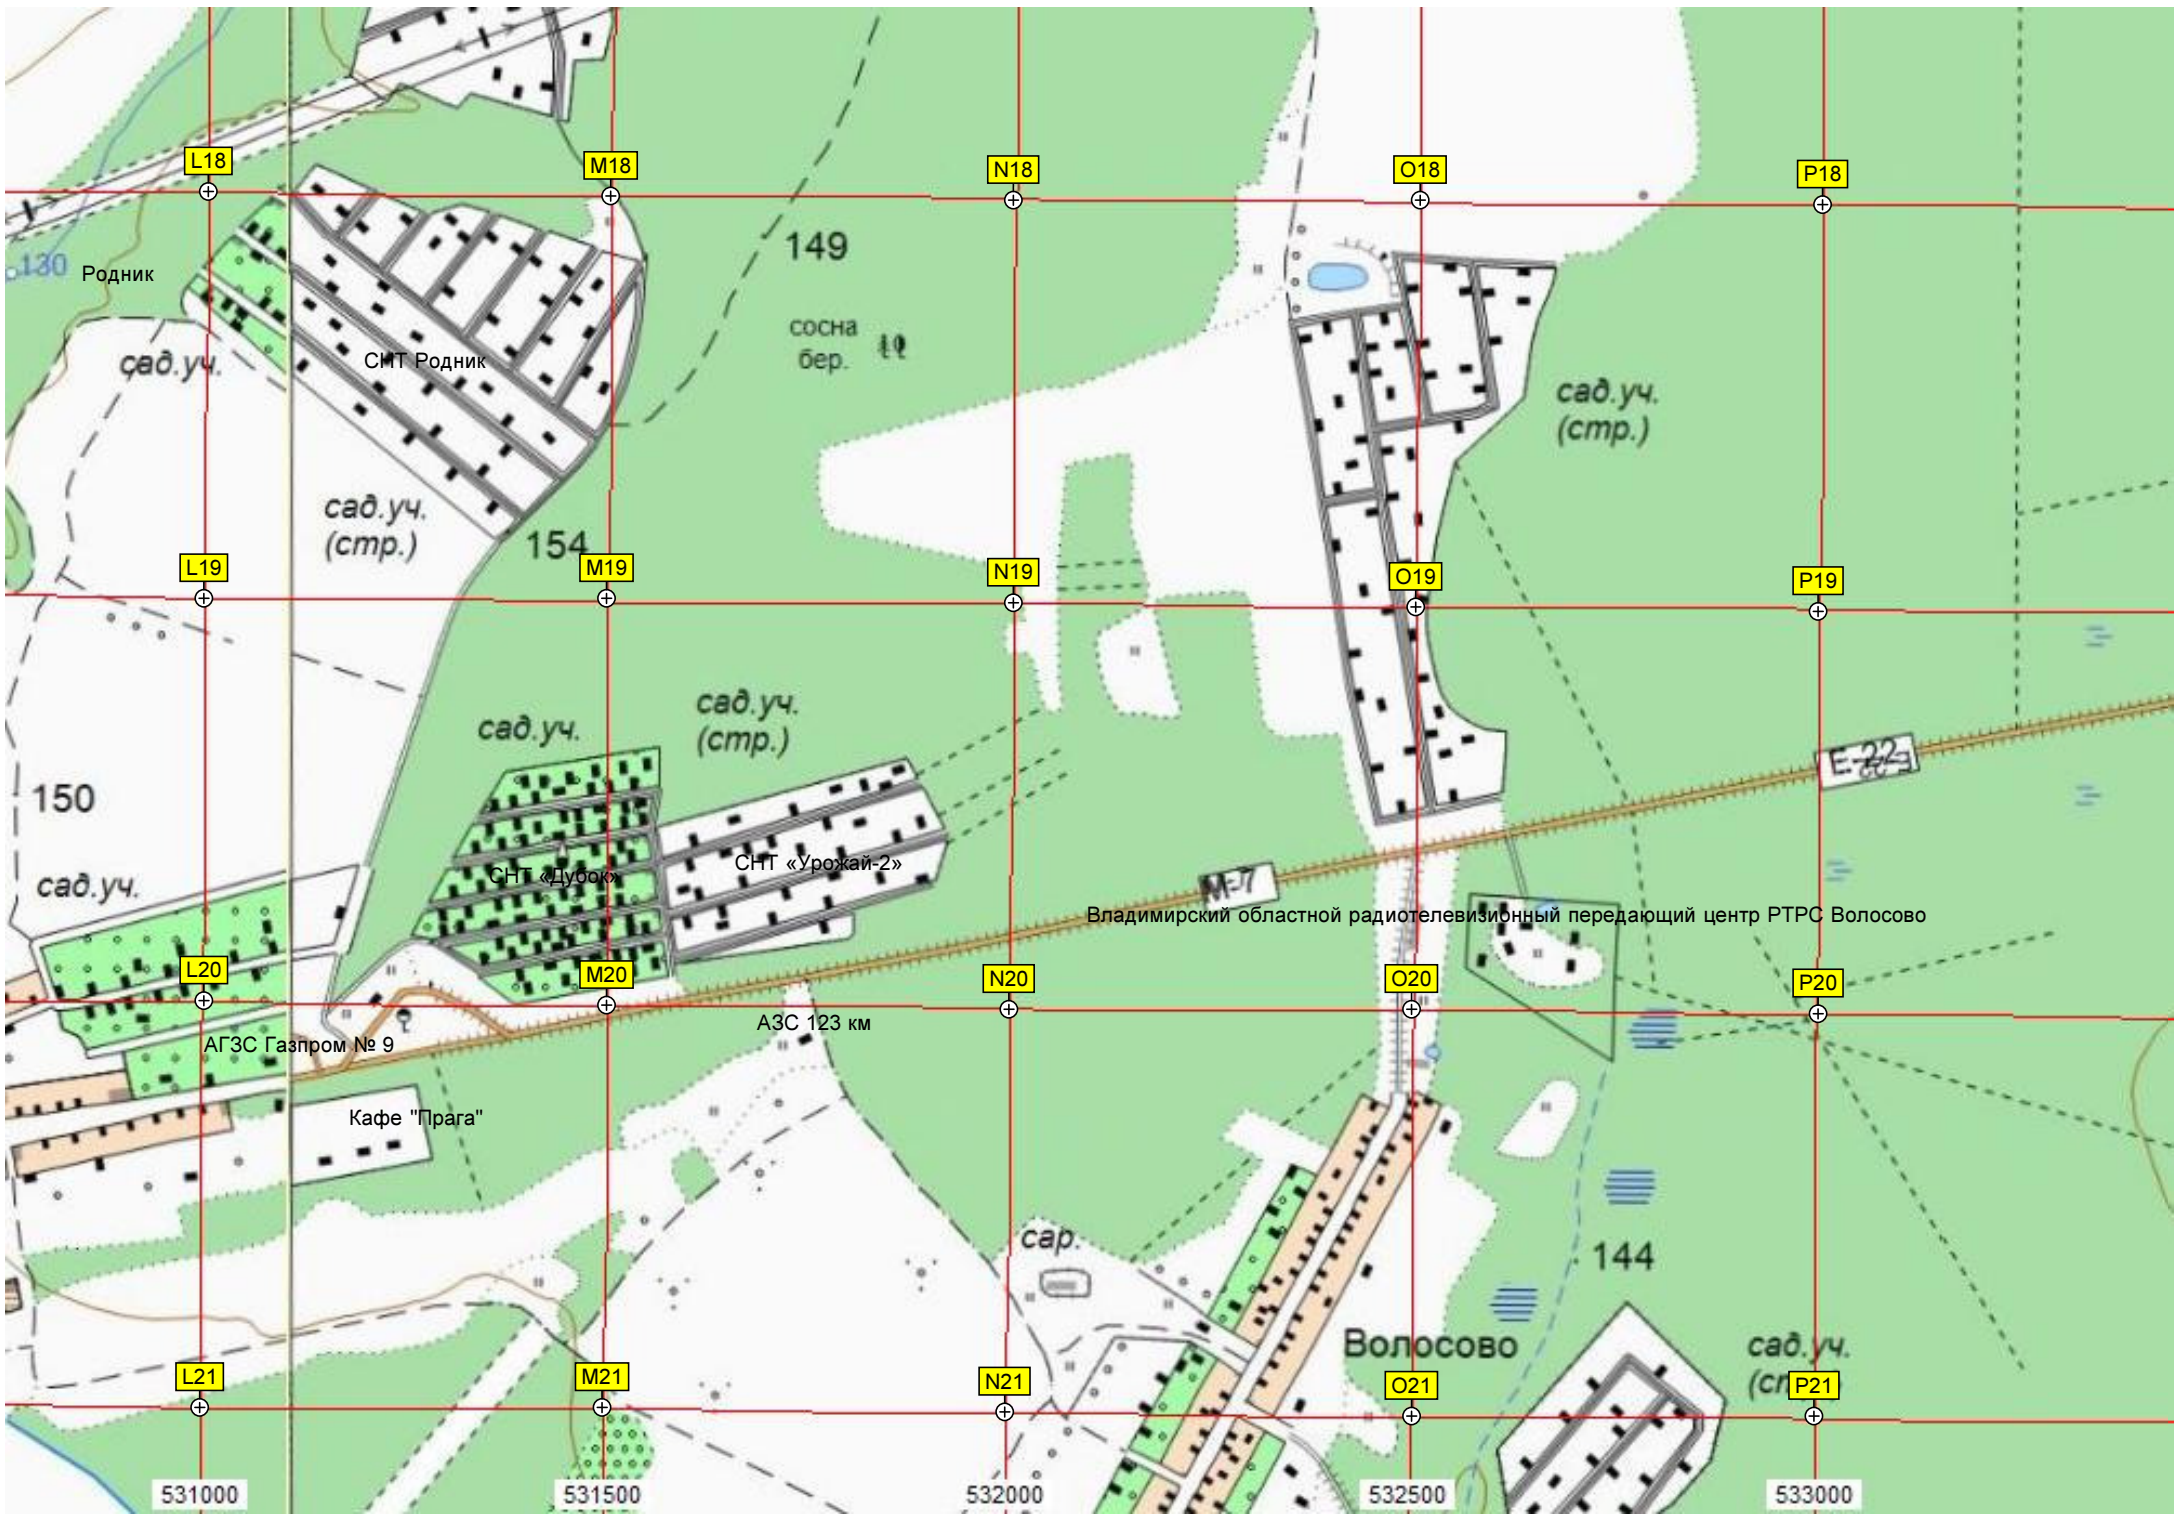 L18
M18
N18
O18
P18
149
130
Родник
сосна
бер.
сад.уч.
СНТ Родник
сад.уч.
(стр.)
сад.уч.
(стр.)
154
L19
M19
N19
O19
P19
сад.уч.
сад.уч.
(стр.)
E-22
150
сад.уч.
СНТ «Дубок»
СНТ «Урожай-2»
М-7
Владимирский областной радиотелевизионный передающий центр РТРС Волосово
L20
M20
N20
O20
P20
АЗС 123 км
АГЗС Газпром № 9
Кафе "Прага"
сар.
144
Волосово
сад.уч.
L21
M21
N21
O21
P21
531000
531500
532000
532500
533000